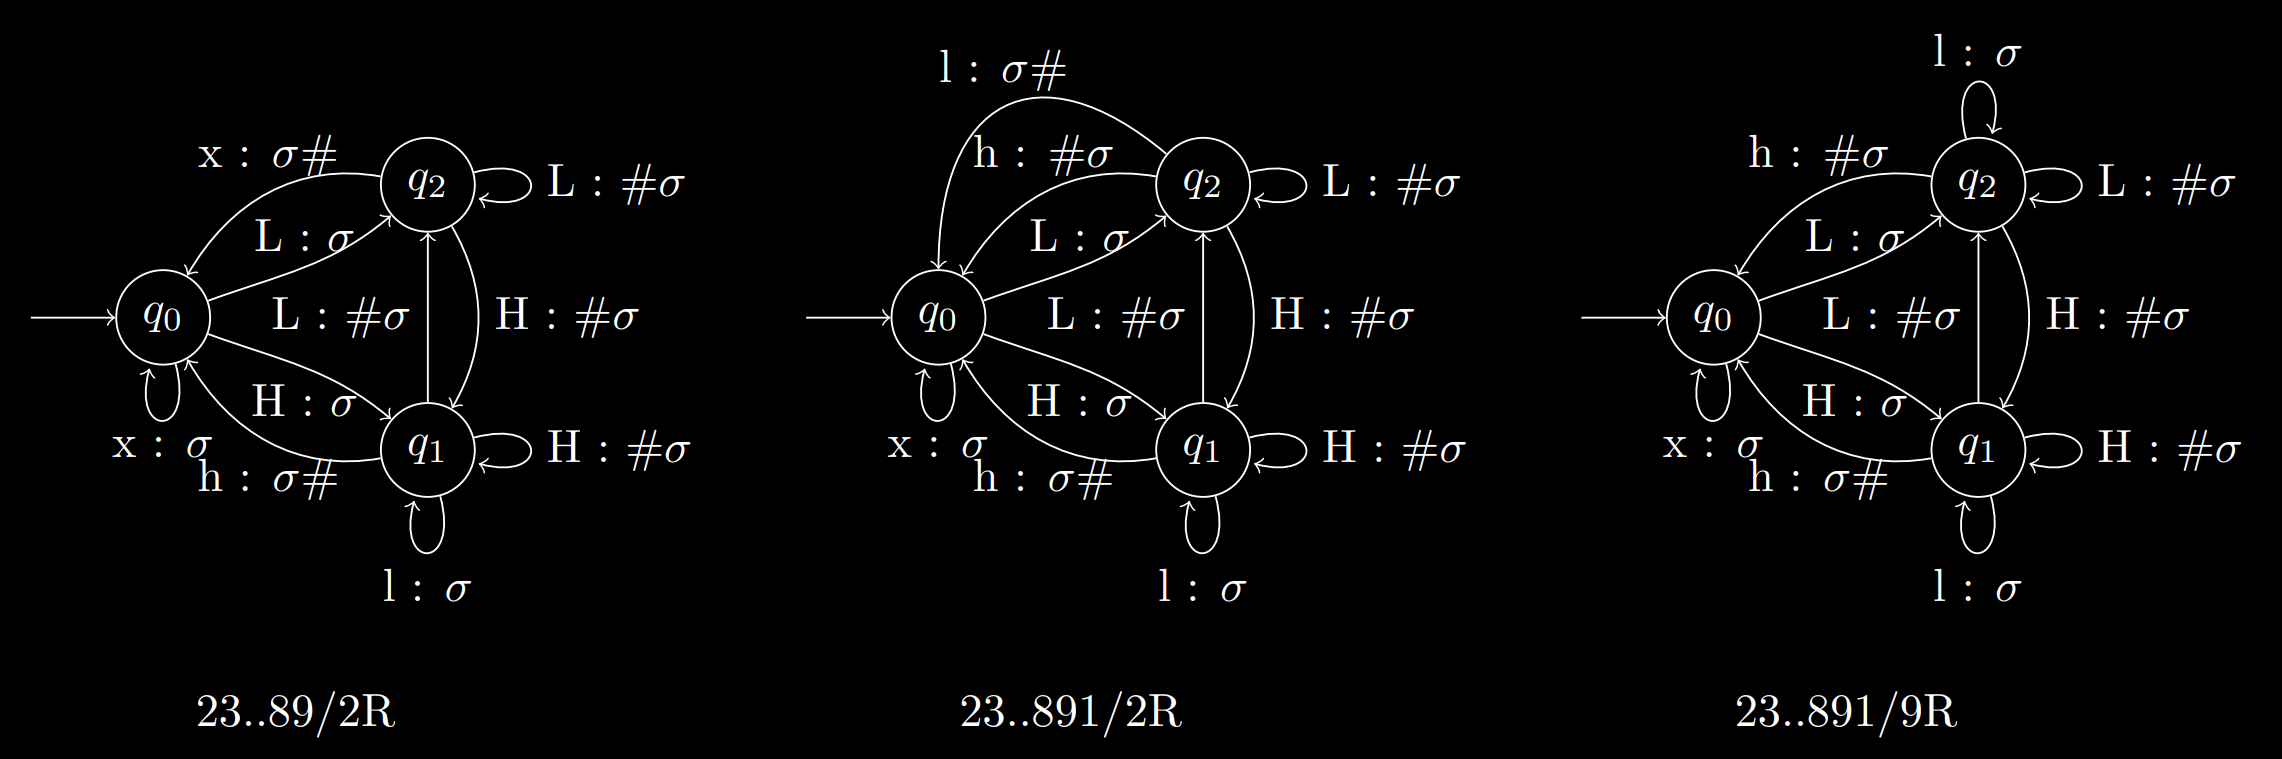 l : σ#
l : σ
x : σ#
h : #σ
h : #σ
q2
L : #σ
q2
L : #σ
q2
L : #σ
L : σ
L : σ
L : σ
q0
L : #σ
H : #σ
q0
L : #σ
H : #σ
q0
L : #σ
H : #σ
H : σ
H : σ
H : σ
x : σ
q1
H : #σ
x : σ
q1
H : #σ
x : σ
q1
H : #σ
h : σ#
h : σ#
h : σ#
l : σ
l : σ
l : σ
23..89/2R
23..891/2R
23..891/9R